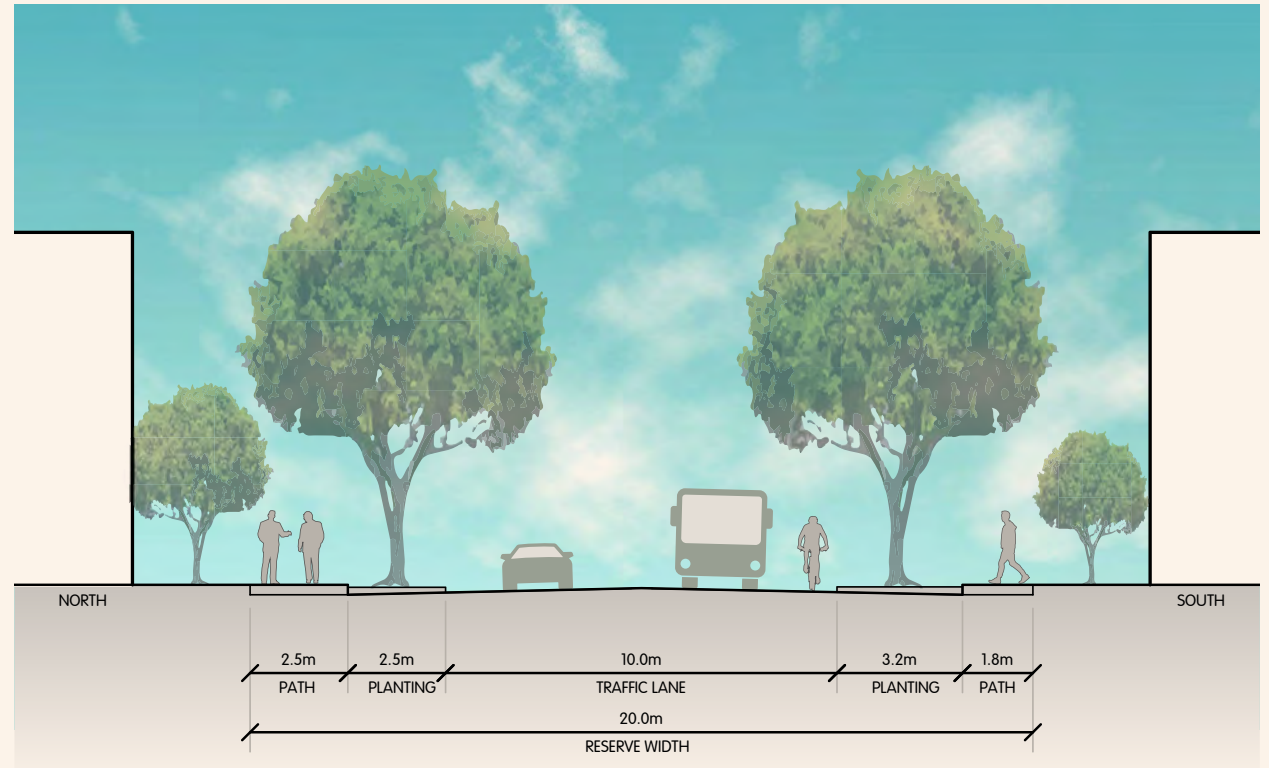 NORTH
SOUTH
2.5m
2.5m
10.0m
3.2m
1.8m
PATH
PLANTING
TRAFFIC LANE
PLANTING
PATH
20.0m
RESERVE WIDTH